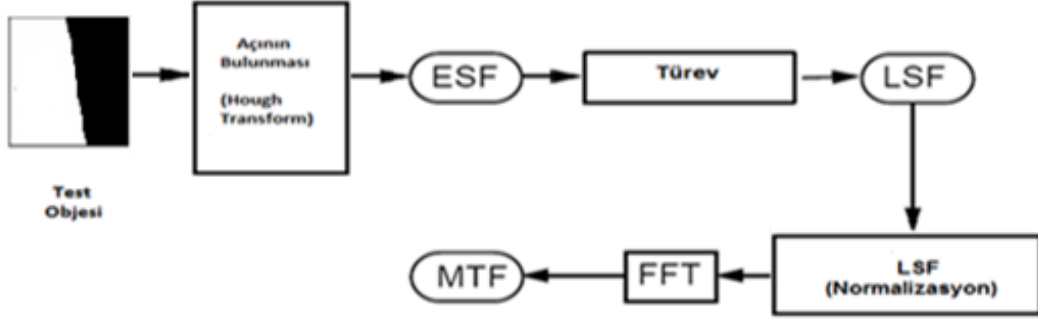 Açının
Bulunması
(Hough
Transform)
ESF
Türev
LSF
Test
Objesi
MTF
FFT
LSF
(Normalizasyon)